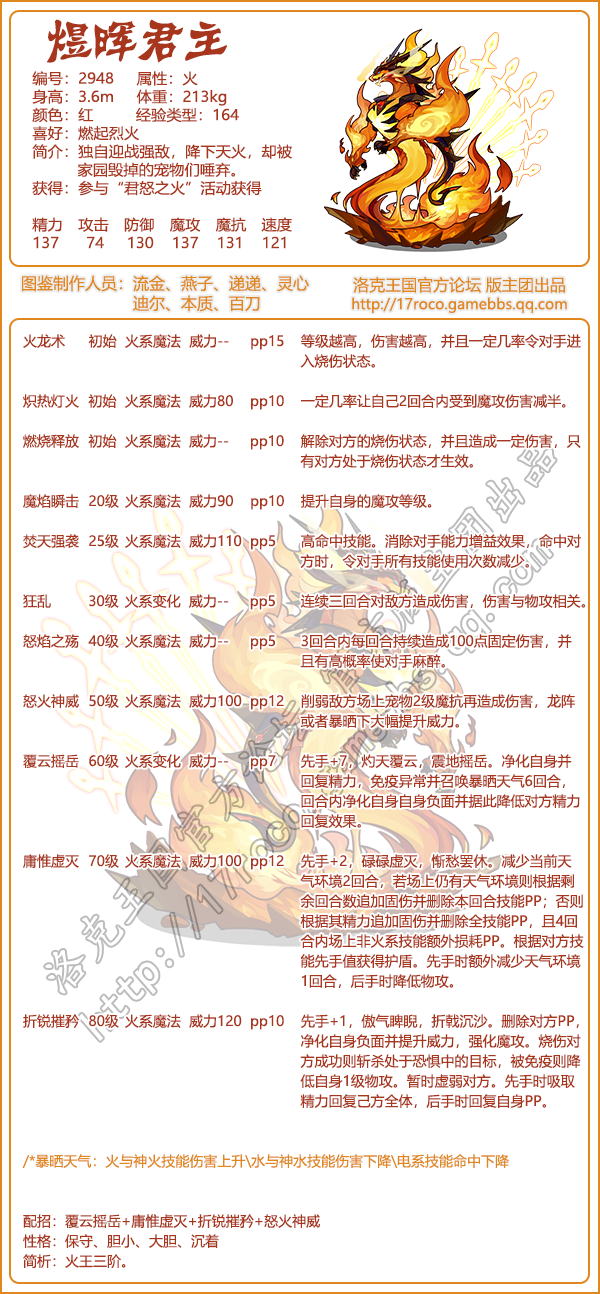 煜晖君主
编号：2948 属性：火
身高：3.6m 体重：213kg
颜色：红 经验类型：164
喜好：燃起烈火
简介：独自迎战强敌，降下天火，却被
家园毁掉的宠物们唾弃。
获得：参与“君怒之火”活动获得
精力 攻击 防御 魔攻 魔抗 速度
137 74 130 137 131 121
图鉴制作人员：流金、燕子、递递、灵心
迪尔、本质、百刀
洛克王国官方论坛 版主团出品
http://17roco.gamebbs.qq.com
火龙术 初始 火系魔法 威力-- pp15 等级越高，伤害越高，并且一定几率令对手进
入烧伤状态。
炽热灯火 初始 火系魔法 威力80 pp10 一定几率让自己2回合内受到魔攻伤害减半。
燃烧释放 初始 火系魔法 威力-- pp10 解除对方的烧伤状态，并且造成一定伤害，只
有对方处于烧伤状态才生效。
魔焰瞬击 20级 火系魔法 威力90 pp10 提升自身的魔攻等级。
焚天强袭 25级 火系魔法 威力110 pp5 高命中技能。消除对手能力增益效果，命中对
方时，令对手所有技能使用次数减少。
狂乱 30级 火系变化 威力-- pp5 连续三回合对敌方造成伤害，伤害与物攻相关。
怒焰之殇 40级 火系魔法 威力-- pp5 3回合内每回合持续造成100点固定伤害，并
且有高概率使对手麻醉。
怒火神威 50级 火系魔法 威力100 pp12 削弱敌方场上宠物2级魔抗再造成伤害，龙阵
或者暴晒下大幅提升威力。
覆云摇岳 60级 火系变化 威力-- pp7 先手+7，灼天覆云，震地摇岳。净化自身并
回复精力，免疫异常并召唤暴晒天气6回合，
回合内净化自身自身负面并据此降低对方精力
回复效果。
庸惟虚灭 70级 火系魔法 威力100 pp12 先手+2，碌碌虚灭，惭愁罢休。减少当前天
气环境2回合，若场上仍有天气环境则根据剩
余回合数追加固伤并删除本回合技能PP；否则
根据其精力追加固伤并删除全技能PP，且4回
合内场上非火系技能额外损耗PP。根据对方技
能先手值获得护盾。先手时额外减少天气环境
1回合，后手时降低物攻。
折锐摧矜 80级 火系魔法 威力120 pp10 先手+1，傲气睥睨，折戟沉沙。删除对方PP，
净化自身负面并提升威力，强化魔攻。烧伤对
方成功则斩杀处于恐惧中的目标，被免疫则降
低自身1级物攻。暂时虚弱对方。先手时吸取
精力回复己方全体，后手时回复自身PP。
/*暴晒天气：火与神火技能伤害上升\水与神水技能伤害下降\电系技能命中下降
配招：覆云摇岳+庸惟虚灭+折锐摧矜+怒火神威
性格：保守、胆小、大胆、沉着
简析：火王三阶。
洛克王国官方论坛 版主团出品
http://17roco.gamebbs.qq.com